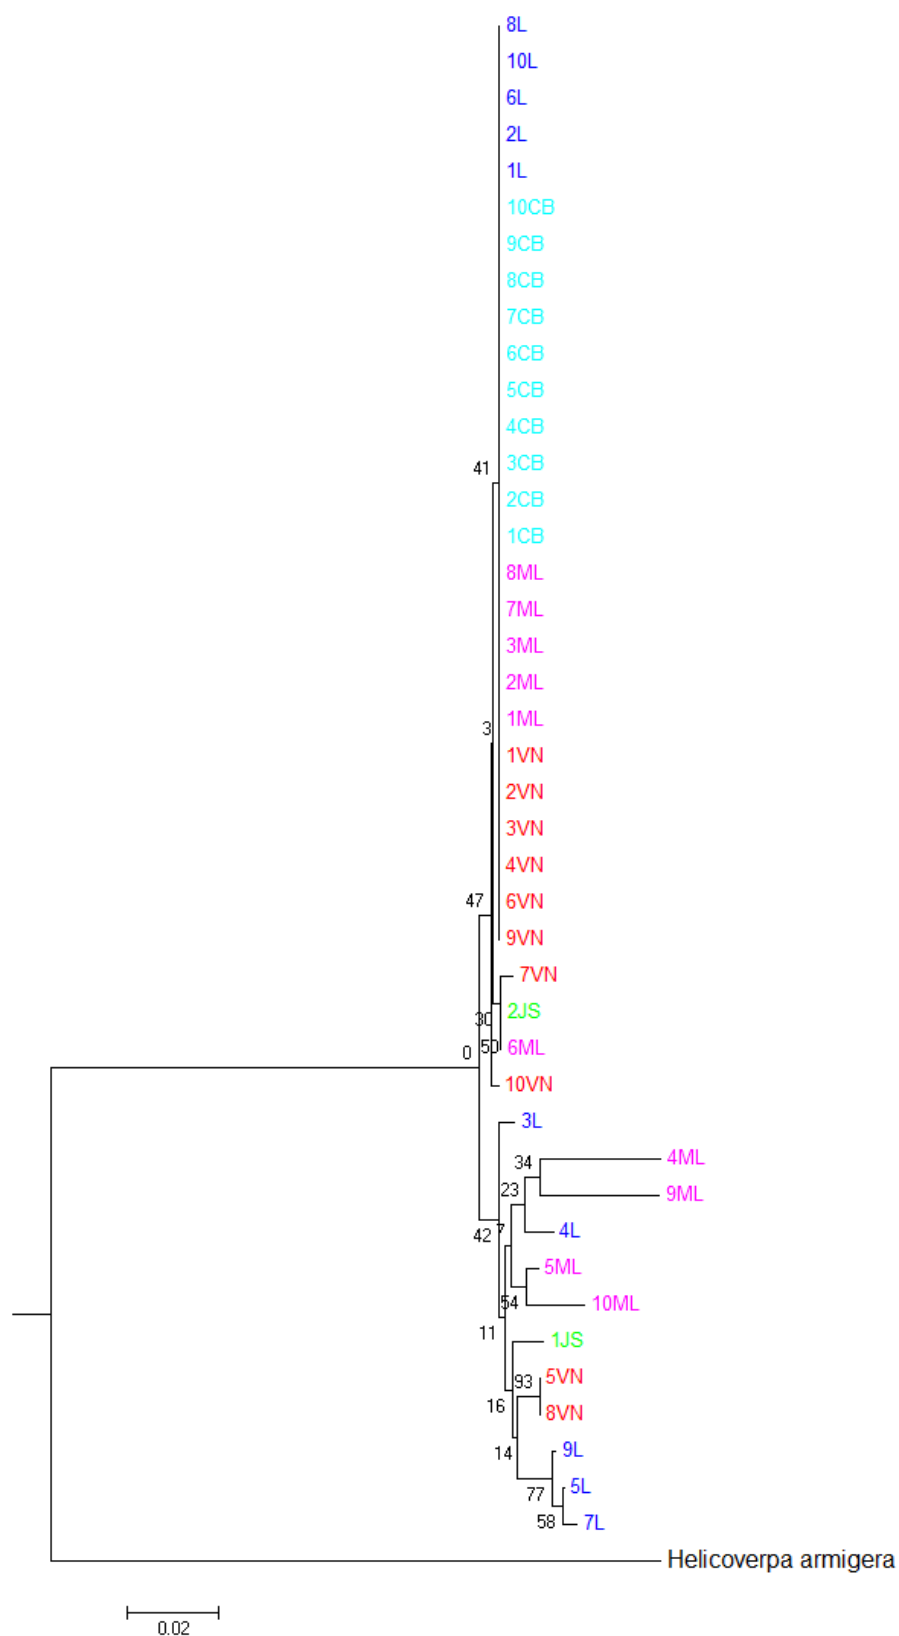 8L
10L
6L
2L
1L
10CB
9CB
8CB
7CB
6CB
5CB
4CB
3CB
41
2CB
1CB
8ML
7ML
3ML
2ML
1ML
3
1VN
2VN
3VN
4VN
6VN
47
9VN
7VN
2JS
30
6ML
50
0
10VN
3L
4ML
34
9ML
23
4L
7
42
5ML
10ML
54
11
1JS
5VN
93
16
8VN
9L
14
5L
77
7L
58
Helicoverpa armigera
0.02